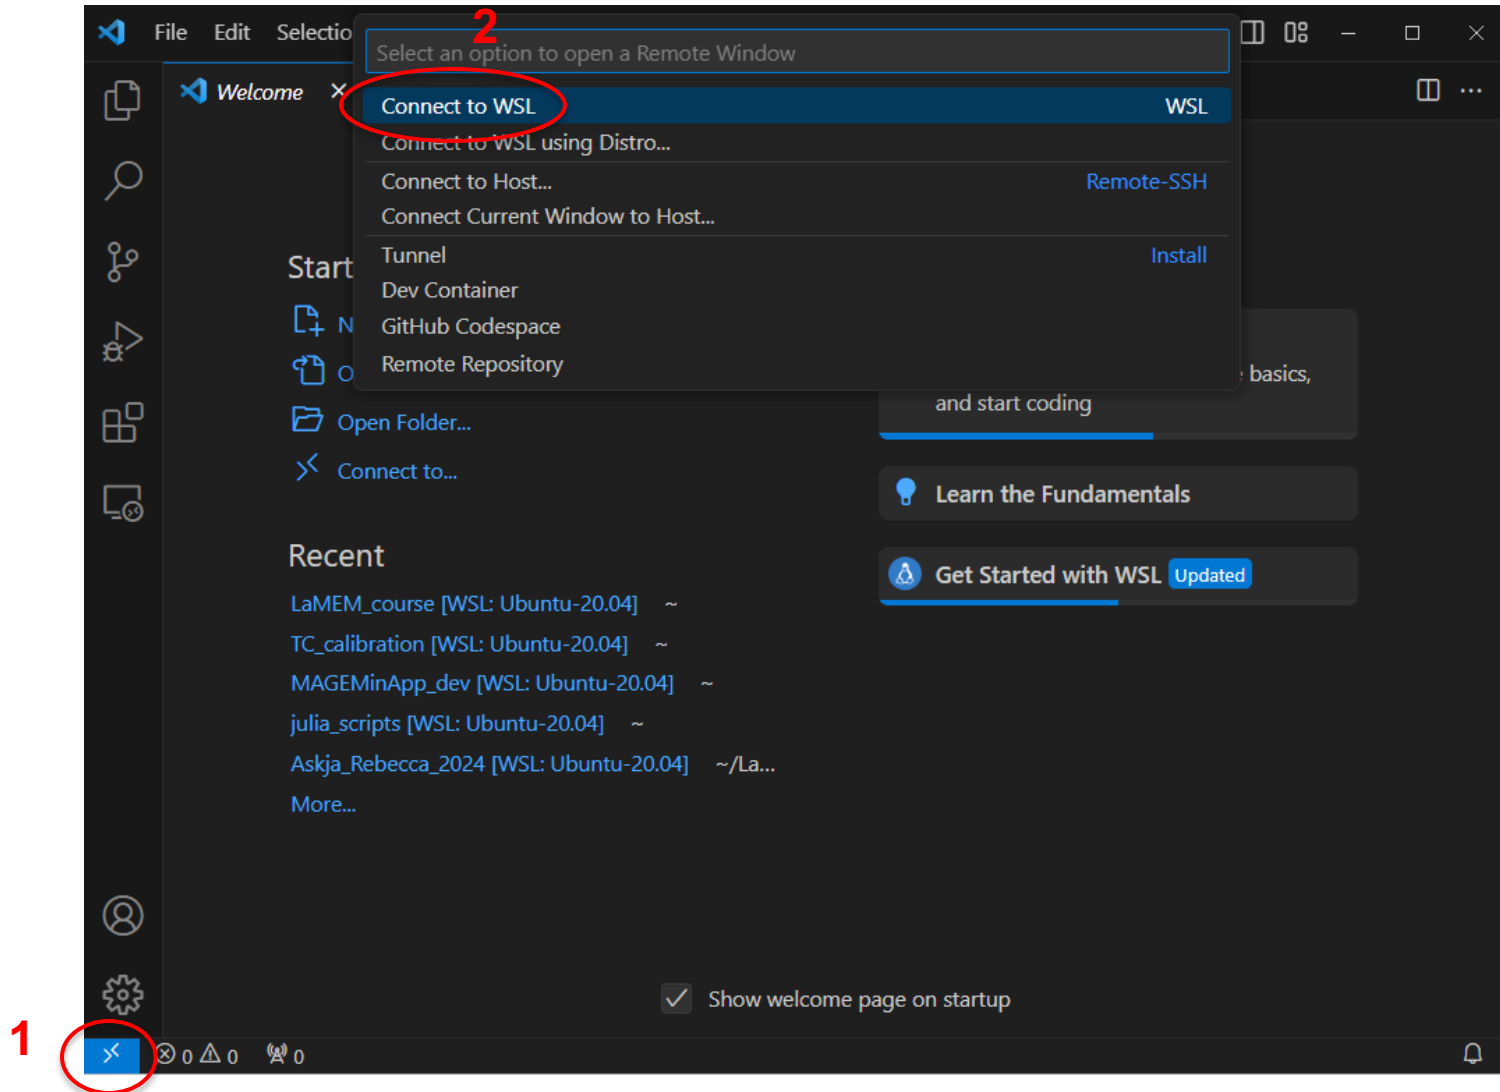 2
File Edit Selectio
Select an option to open a Remote Window
Welcome
Connect to WSL WSL
Connect to WSL using Distro...
Connect to Host... Remote-SSH
Connect Current Window to Host...
Tunnel Install
Dev Container
GitHub Codespace
Remote Repository
Start
N
O
Open Folder...
Connect to...
basics,
and start coding
Learn the Fundamentals
Get Started with WSL Updated
Recent
LaMEM_course [WSL: Ubuntu-20.04] ~
TC_calibration [WSL: Ubuntu-20.04] ~
MAGEMinApp_dev [WSL: Ubuntu-20.04] ~
julia_scripts [WSL: Ubuntu-20.04] ~
Askja_Rebecca_2024 [WSL: Ubuntu-20.04] ~/La...
More...
Show welcome page on startup
1
0 0 0